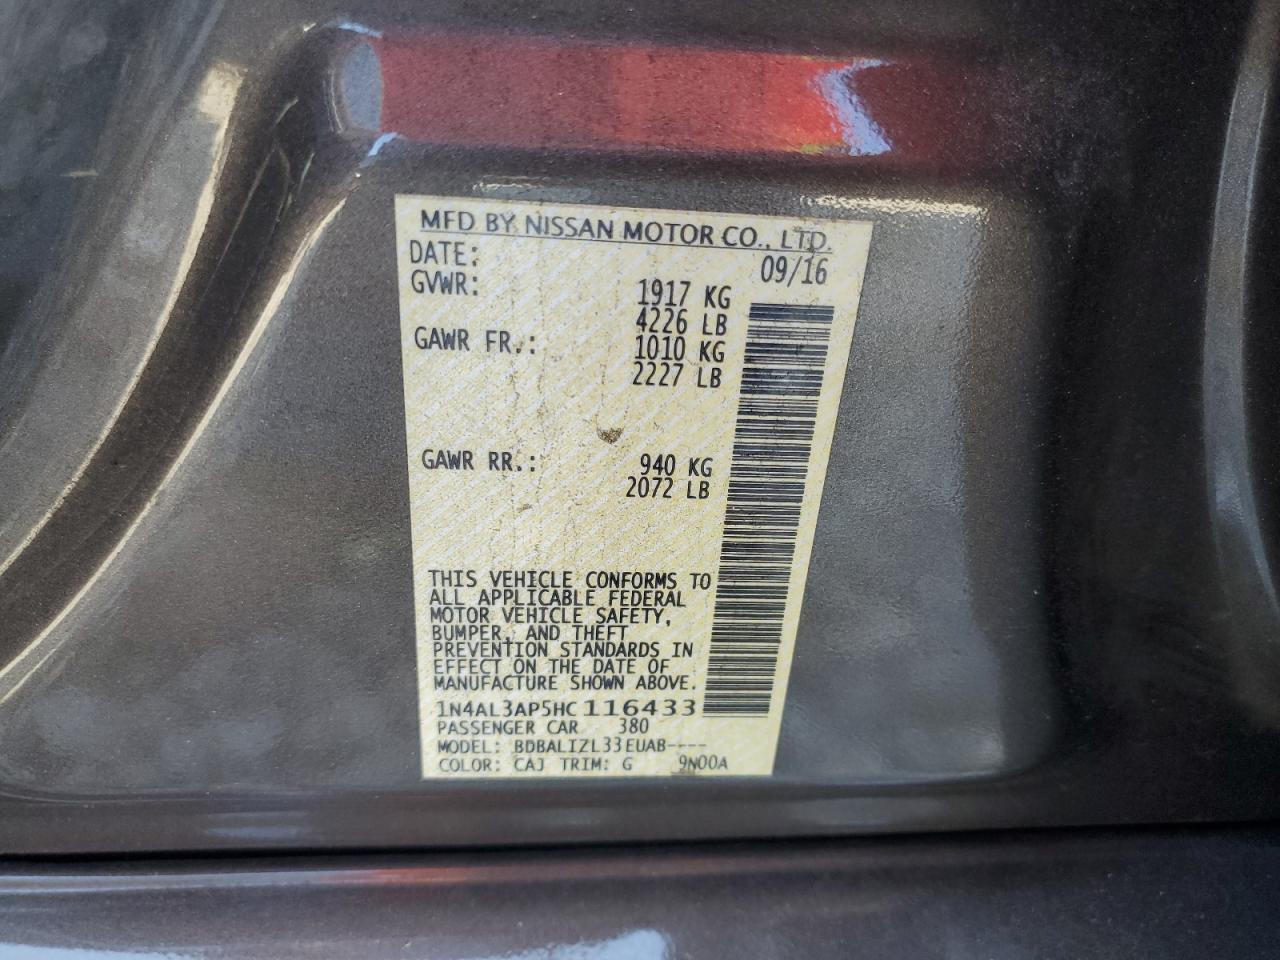 MFD BY NISSAN MOTOR CO., LTD.
DATE: 09/16
GVWR: 1917 KG
4226 LB
GAWR FR.: 1010 KG
2227 LB
GAWR RR.: 940 KG
2072 LB
THIS VEHICLE CONFORMS TO
ALL APPLICABLE FEDERAL
MOTOR VEHICLE SAFETY,
BUMPER, AND THEFT
PREVENTION STANDARDS IN
EFFECT ON THE DATE OF
MANUFACTURE SHOWN ABOVE.
1N4AL3AP5HC116433
PASSENGER CAR 380
MODEL: BDBALIZL33EUAB----
COLOR: CAJ TRIM: G 9N00A